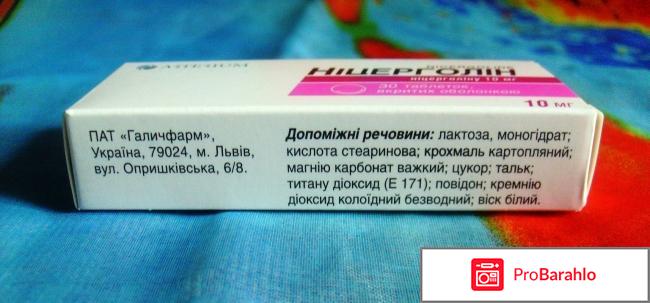 ARTERIUM
НІЦЕРГОЛІН
ніцерголіну 10 мг
30 таблеток,
вкритих оболонкою
10 мг
ПАТ «Галичфарм»,
Україна, 79024, м. Львів,
вул. Опришківська, 6/8.
Допоміжні речовини: лактоза, моногідрат;
кислота стеаринова; крохмаль картопляний;
магнію карбонат важкий; цукор; тальк;
титану діоксид (Е 171); повідон; кремнію
діоксид колоїдний безводний; віск білий.
ProBarahlo